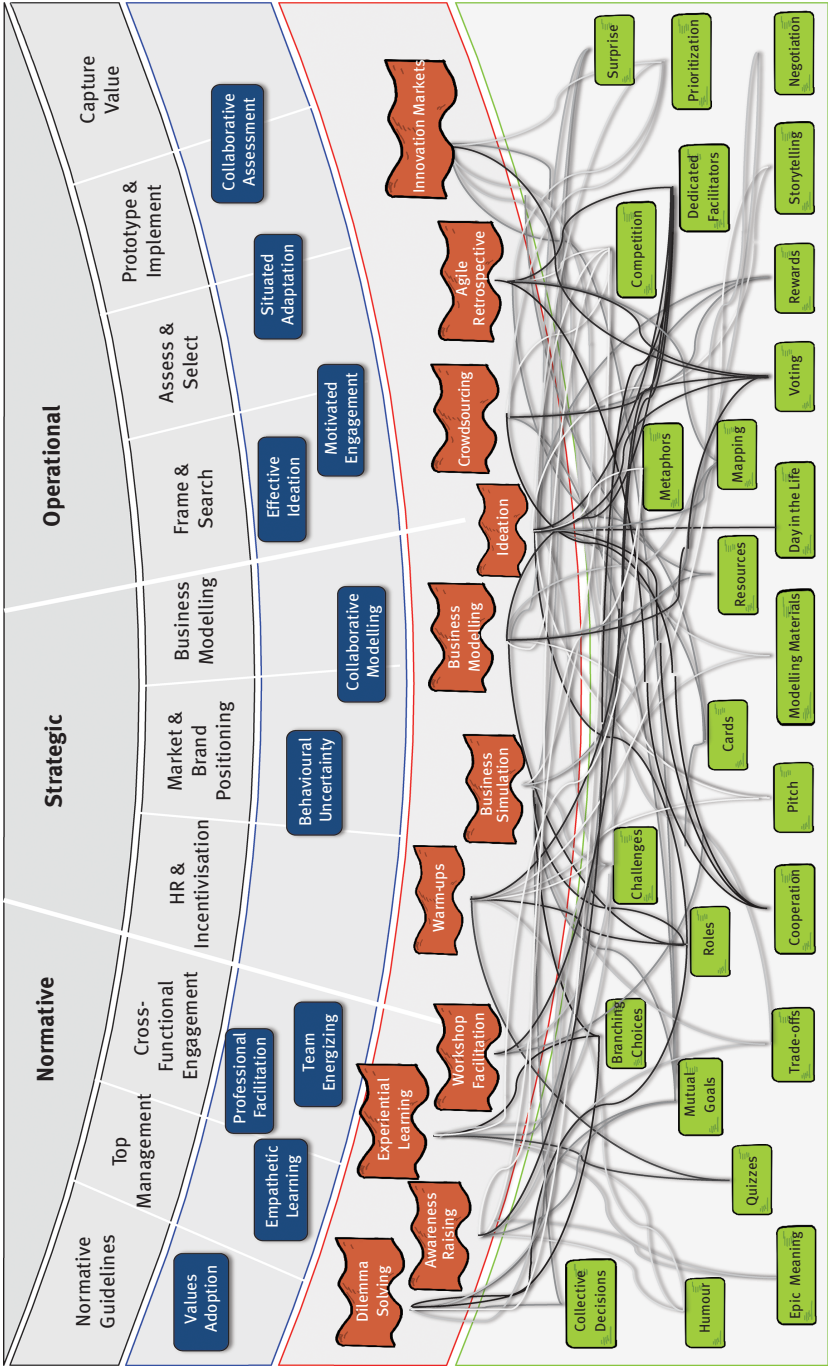 Normative
Strategic
Operational
Normative
Guidelines
Top
Management
Cross-
Functional
Engagement
HR &
Incentivisation
Market &
Brand
Positioning
Business
Modelling
Frame &
Search
Assess &
Select
Prototype &
Implement
Capture
Value
Values
Adoption
Empathetic
Learning
Professional
Facilitation
Team
Energizing
Behavioural
Uncertainty
Collaborative
Modelling
Effective
Ideation
Motivated
Engagement
Situated
Adaptation
Collaborative
Assessment
Dilemma
Solving
Awareness
Raising
Experiential
Learning
Workshop
Facilitation
Warm-ups
Business
Simulation
Business
Modelling
Ideation
Crowdsourcing
Agile
Retrospective
Innovation Markets
Collective
Decisions
Branching
Choices
Challenges
Metaphors
Competition
Surprise
Humour
Mutual
Goals
Roles
Cards
Resources
Mapping
Dedicated
Facilitators
Prioritization
Epic Meaning
Quizzes
Trade-offs
Cooperation
Pitch
Modelling Materials
Day in the Life
Voting
Rewards
Storytelling
Negotiation